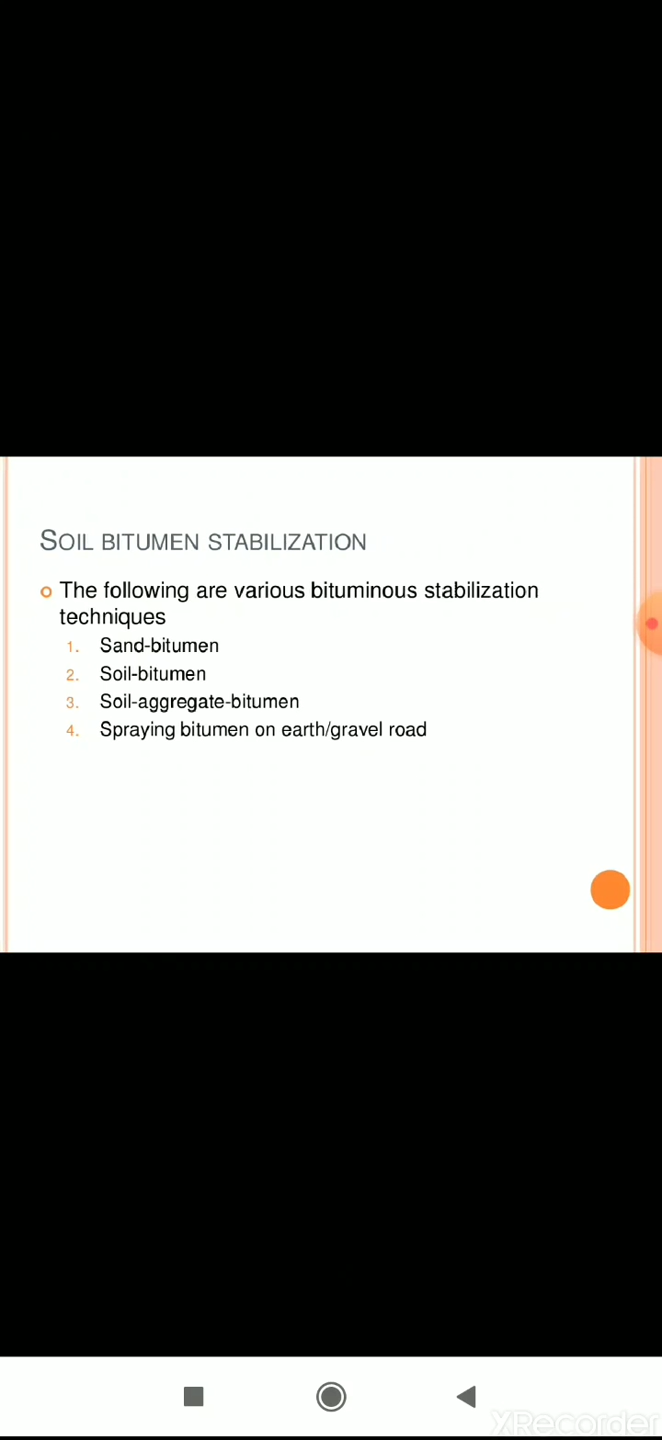 SOIL BITUMEN STABILIZATION
The following are various bituminous stabilization
techniques
1. Sand-bitumen
2. Soil-bitumen
3. Soil-aggregate-bitumen
4. Spraying bitumen on earth/gravel road
XRecorder